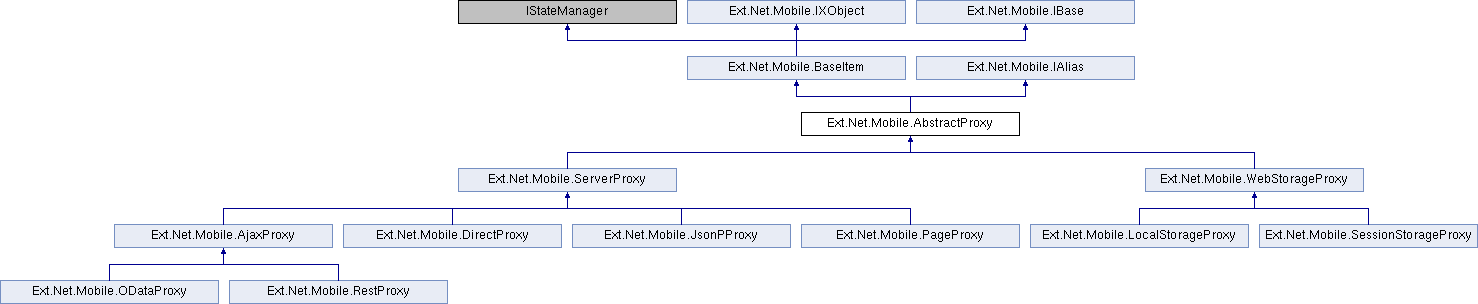 IStateManager
Ext.Net.Mobile.IXObject
Ext.Net.Mobile.IBase
Ext.Net.Mobile.BaseItem
Ext.Net.Mobile.IAlias
Ext.Net.Mobile.AbstractProxy
Ext.Net.Mobile.ServerProxy
Ext.Net.Mobile.WebStorageProxy
Ext.Net.Mobile.AjaxProxy
Ext.Net.Mobile.DirectProxy
Ext.Net.Mobile.JsonPProxy
Ext.Net.Mobile.PageProxy
Ext.Net.Mobile.LocalStorageProxy
Ext.Net.Mobile.SessionStorageProxy
Ext.Net.Mobile.ODataProxy
Ext.Net.Mobile.RestProxy